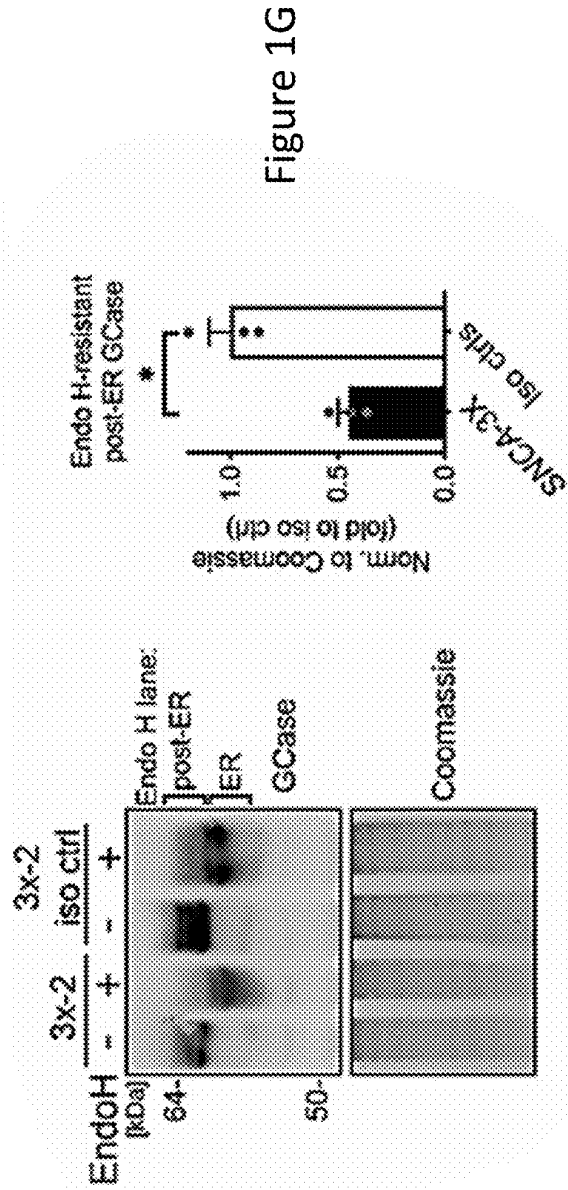 3x-2
3x-2 iso ctrl
EndoH - + - +
[kDa]
64-
50-
Endo H lane:
post-ER
ER
GCase
Coomassie
Endo H-resistant
post-ER GCase
*
Norm. to Coomassie
(fold to iso ctrl)
1.0
0.5
0.0
SNCA-3X
Iso ctrls
Figure 1G